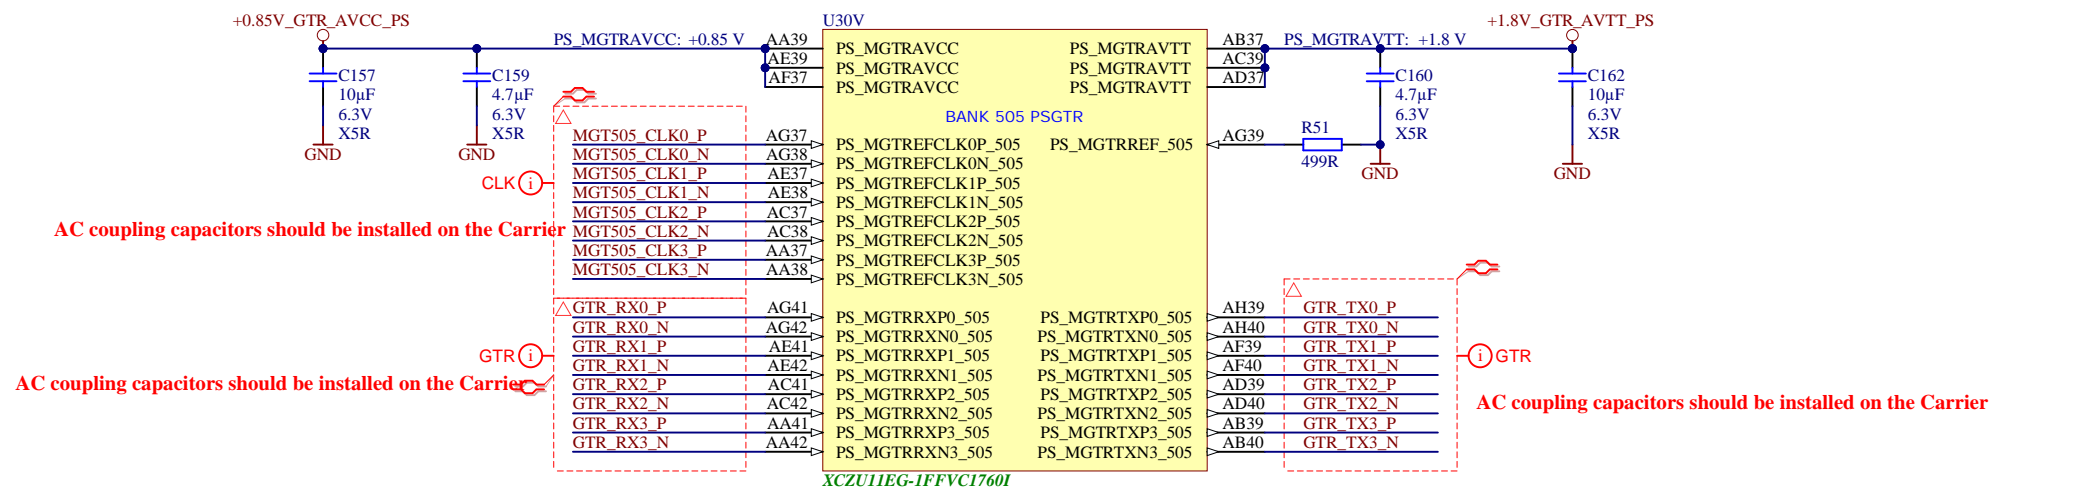 +0.85V_GTR_AVCC_PS
U30V
+1.8V_GTR_AVTT_PS
PS_MGTRAVCC: +0.85 V
AA39 PS_MGTRAVCC PS_MGTRAVTT AB37
PS_MGTRAVTT: +1.8 V
AE39 PS_MGTRAVCC PS_MGTRAVTT AC39
AF37 PS_MGTRAVCC PS_MGTRAVTT AD37
C157
10µF
6.3V
X5R
GND
C159
4.7µF
6.3V
X5R
GND
C160
4.7µF
6.3V
X5R
GND
C162
10µF
6.3V
X5R
GND
BANK 505 PSGTR
MGT505_CLK0_P AG37 PS_MGTREFCLK0P_505
PS_MGTRREF_505 AG39
R51
499R
MGT505_CLK0_N AG38 PS_MGTREFCLK0N_505
MGT505_CLK1_P AE37 PS_MGTREFCLK1P_505
MGT505_CLK1_N AE38 PS_MGTREFCLK1N_505
MGT505_CLK2_P AC37 PS_MGTREFCLK2P_505
MGT505_CLK2_N AC38 PS_MGTREFCLK2N_505
MGT505_CLK3_P AA37 PS_MGTREFCLK3P_505
MGT505_CLK3_N AA38 PS_MGTREFCLK3N_505
CLK i
AC coupling capacitors should be installed on the Carrier
GTR_RX0_P AG41 PS_MGTRRXP0_505 PS_MGTRTXP0_505 AH39 GTR_TX0_P
GTR_RX0_N AG42 PS_MGTRRXN0_505 PS_MGTRTXN0_505 AH40 GTR_TX0_N
GTR_RX1_P AE41 PS_MGTRRXP1_505 PS_MGTRTXP1_505 AF39 GTR_TX1_P
GTR_RX1_N AE42 PS_MGTRRXN1_505 PS_MGTRTXN1_505 AF40 GTR_TX1_N
GTR_RX2_P AC41 PS_MGTRRXP2_505 PS_MGTRTXP2_505 AD39 GTR_TX2_P
GTR_RX2_N AC42 PS_MGTRRXN2_505 PS_MGTRTXN2_505 AD40 GTR_TX2_N
GTR_RX3_P AA41 PS_MGTRRXP3_505 PS_MGTRTXP3_505 AB39 GTR_TX3_P
GTR_RX3_N AA42 PS_MGTRRXN3_505 PS_MGTRTXN3_505 AB40 GTR_TX3_N
GTR i
AC coupling capacitors should be installed on the Carrier
i GTR
AC coupling capacitors should be installed on the Carrier
XCZU11EG-1FFVC1760I